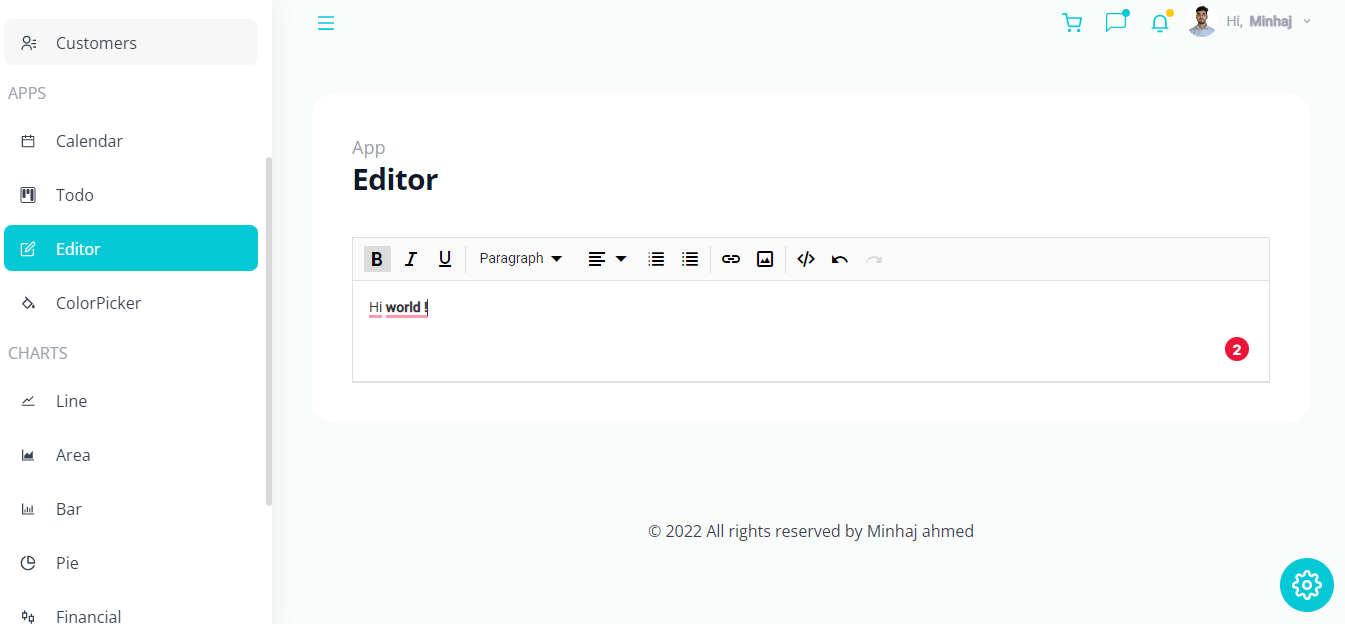 Customers
Hi, Minhaj
APPS
Calendar
Todo
Editor
ColorPicker
CHARTS
Line
Area
Bar
Pie
Financial
App
Editor
B I U Paragraph
Hi world !
2
© 2022 All rights reserved by Minhaj ahmed